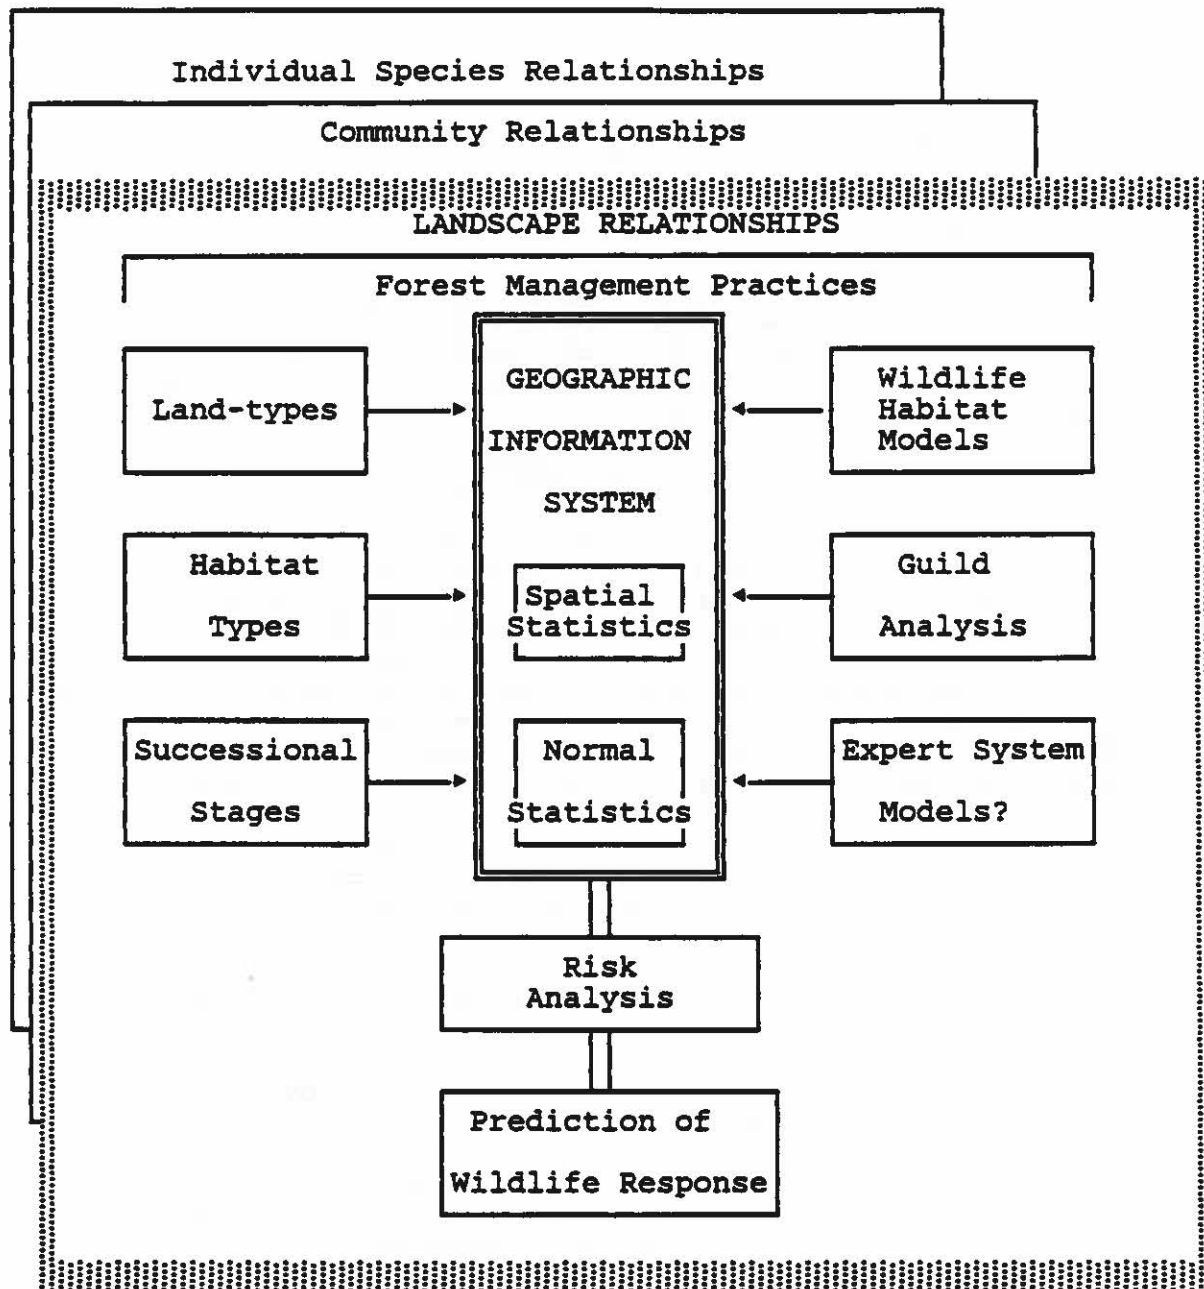 Individual Species Relationships
Community Relationships
LANDSCAPE RELATIONSHIPS
Forest Management Practices
Land-types
GEOGRAPHIC
INFORMATION
SYSTEM
Wildlife
Habitat
Models
Habitat
Types
Spatial
Statistics
Guild
Analysis
Successional
Stages
Normal
Statistics
Expert System
Models?
Risk
Analysis
Prediction of
Wildlife Response